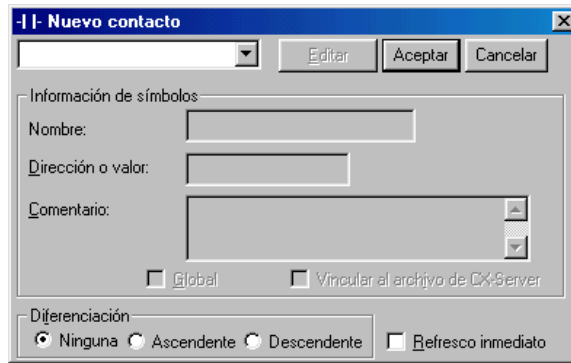 -| |- Nuevo contacto
Editar Aceptar Cancelar
Información de símbolos
Nombre:
Dirección o valor:
Comentario:
Global Vincular al archivo de CX-Server
Diferenciación
Ninguna Ascendente Descendente Refresco inmediato